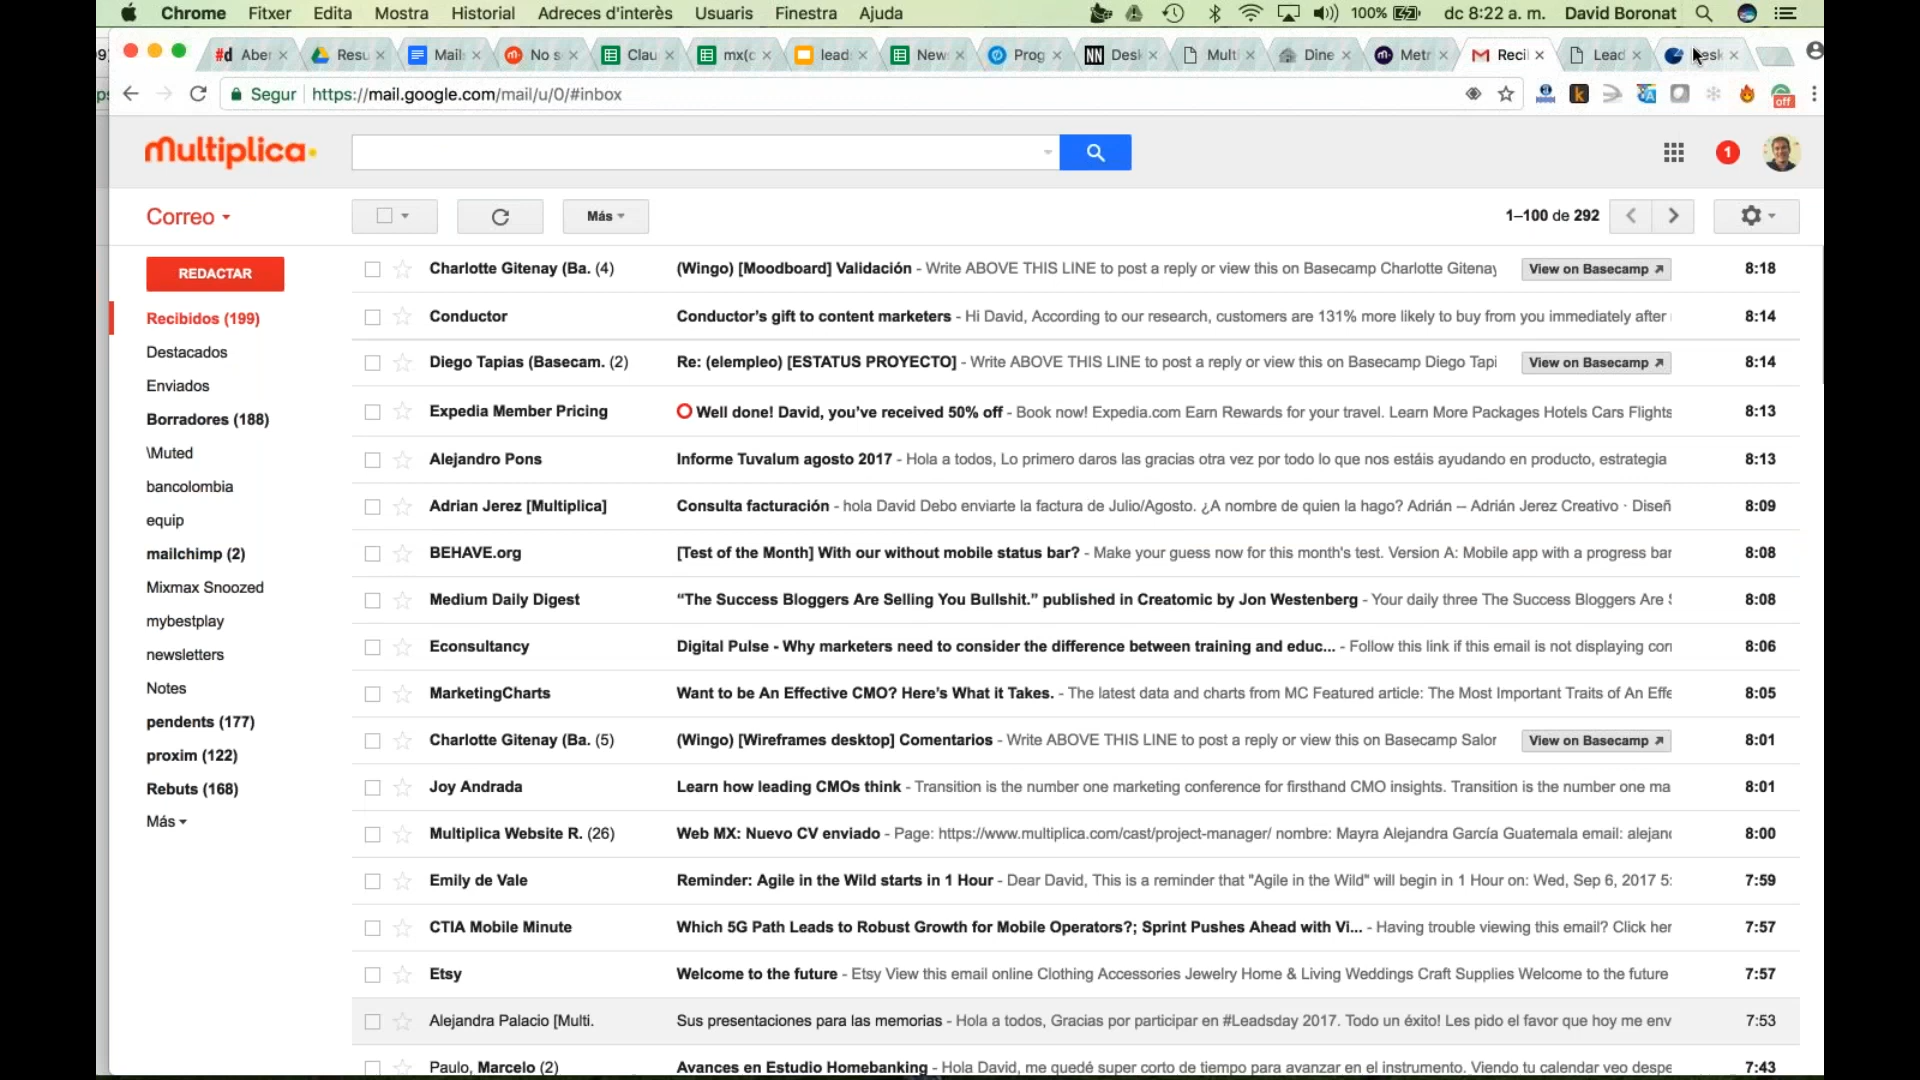 Chrome Fitxer Edita Mostra Historial Adreces d'interès Usuaris Finestra Ajuda 100% dc 8:22 a. m. David Boronat
#d Aber Resu Mail No s Clau mx(c lead New Prog NN Desk Mult Dine Metr Recil Lead esk
Segur https://mail.google.com/mail/u/0/#inbox off
multiplica 1
Correo Más 1–100 de 292
REDACTAR
Recibidos (199)
Destacados
Enviados
Borradores (188)
\Muted
bancolombia
equip
mailchimp (2)
Mixmax Snoozed
mybestplay
newsletters
Notes
pendents (177)
proxim (122)
Rebuts (168)
Más
Charlotte Gitenay (Ba. (4) (Wingo) [Moodboard] Validación - Write ABOVE THIS LINE to post a reply or view this on Basecamp Charlotte Gitenay View on Basecamp 8:18
Conductor Conductor’s gift to content marketers - Hi David, According to our research, customers are 131% more likely to buy from you immediately after 8:14
Diego Tapias (Basecam. (2) Re: (elempleo) [ESTATUS PROYECTO] - Write ABOVE THIS LINE to post a reply or view this on Basecamp Diego Tapi View on Basecamp 8:14
Expedia Member Pricing Well done! David, you’ve received 50% off - Book now! Expedia.com Earn Rewards for your travel. Learn More Packages Hotels Cars Flights 8:13
Alejandro Pons Informe Tuvalum agosto 2017 - Hola a todos, Lo primero daros las gracias otra vez por todo lo que nos estáis ayudando en producto, estrategia 8:13
Adrian Jerez [Multiplica] Consulta facturación - hola David Debo enviarte la factura de Julio/Agosto. ¿A nombre de quien la hago? Adrián -- Adrián Jerez Creativo · Diseñ 8:09
BEHAVE.org [Test of the Month] With our without mobile status bar? - Make your guess now for this month's test. Version A: Mobile app with a progress bar 8:08
Medium Daily Digest “The Success Bloggers Are Selling You Bullshit.” published in Creatomic by Jon Westenberg - Your daily three The Success Bloggers Are 8:08
Econsultancy Digital Pulse - Why marketers need to consider the difference between training and educ... - Follow this link if this email is not displaying corr 8:06
MarketingCharts Want to be An Effective CMO? Here’s What it Takes. - The latest data and charts from MC Featured article: The Most Important Traits of An Effe 8:05
Charlotte Gitenay (Ba. (5) (Wingo) [Wireframes desktop] Comentarios - Write ABOVE THIS LINE to post a reply or view this on Basecamp Salor View on Basecamp 8:01
Joy Andrada Learn how leading CMOs think - Transition is the number one marketing conference for firsthand CMO insights. Transition is the number one ma 8:01
Multiplica Website R. (26) Web MX: Nuevo CV enviado - Page: https://www.multiplica.com/cast/project-manager/ nombre: Mayra Alejandra García Guatemala email: alejanc 8:00
Emily de Vale Reminder: Agile in the Wild starts in 1 Hour - Dear David, This is a reminder that "Agile in the Wild" will begin in 1 Hour on: Wed, Sep 6, 2017 5: 7:59
CTIA Mobile Minute Which 5G Path Leads to Robust Growth for Mobile Operators?; Sprint Pushes Ahead with Vi... - Having trouble viewing this email? Click her 7:57
Etsy Welcome to the future - Etsy View this email online Clothing Accessories Jewelry Home & Living Weddings Craft Supplies Welcome to the future 7:57
Alejandra Palacio [Multi. Sus presentaciones para las memorias - Hola a todos, Gracias por participar en #Leadsday 2017. Todo un éxito! Les pido el favor que hoy me env 7:53
Paulo, Marcelo (2) Avances en Estudio Homebanking - Hola David, me quedé super corto de tiempo para avanzar en el instrumento. Viendo tu calendar veo despe 7:43